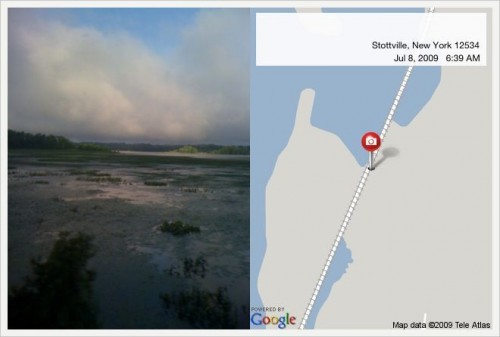 Stottville, New York 12534
Jul 8, 2009 6:39 AM
POWERED BY
Google
Map data ©2009 Tele Atlas